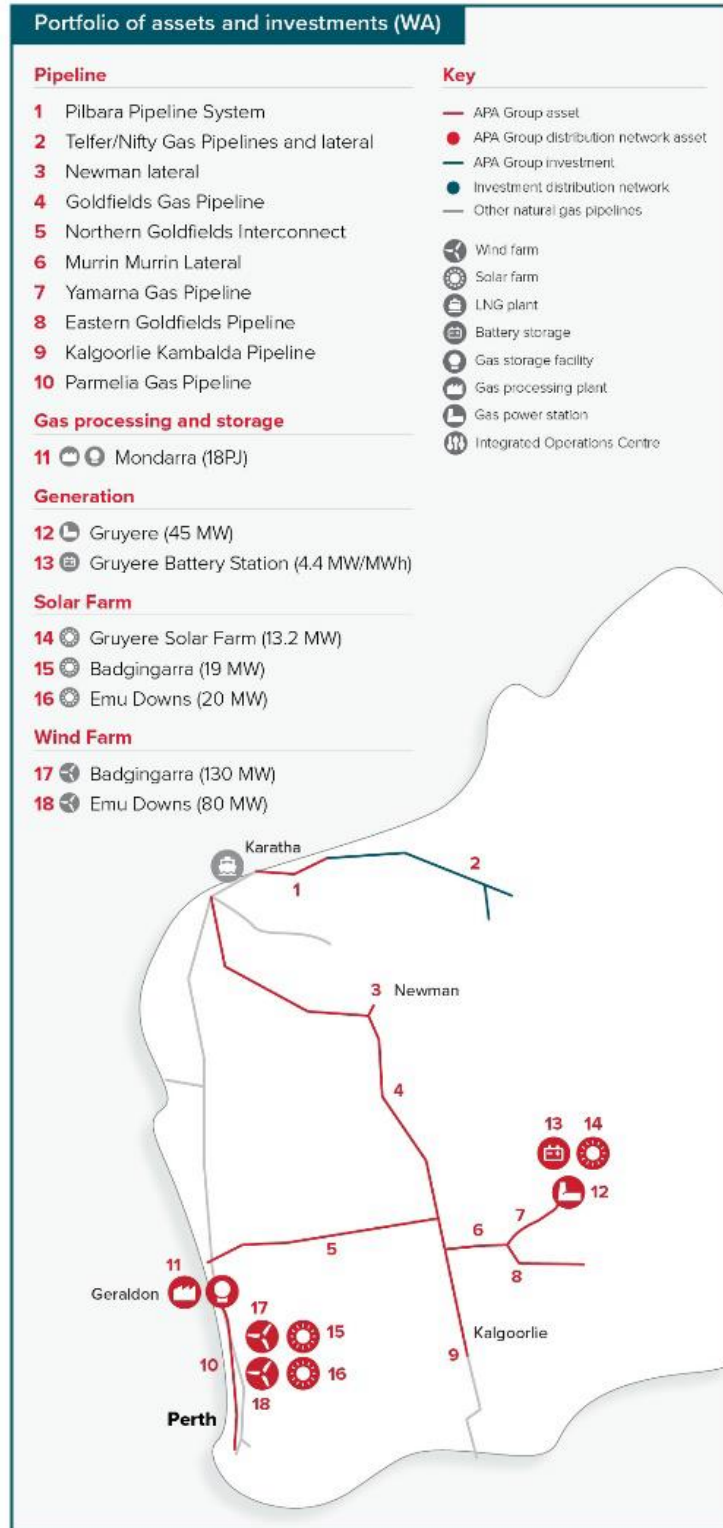 Portfolio of assets and investments (WA)
Pipeline
1 Pilbara Pipeline System
2 Telfer/Nifty Gas Pipelines and lateral
3 Newman lateral
4 Goldfields Gas Pipeline
5 Northern Goldfields Interconnect
6 Murrin Murrin Lateral
7 Yamarna Gas Pipeline
8 Eastern Goldfields Pipeline
9 Kalgoorlie Kambalda Pipeline
10 Parmelia Gas Pipeline
Gas processing and storage
11 Mondarra (18PJ)
Generation
12 Gruyere (45 MW)
13 Gruyere Battery Station (4.4 MW/MWh)
Solar Farm
14 Gruyere Solar Farm (13.2 MW)
15 Badgingarra (19 MW)
16 Emu Downs (20 MW)
Wind Farm
17 Badgingarra (130 MW)
18 Emu Downs (80 MW)
Key
APA Group asset
APA Group distribution network asset
APA Group investment
Investment distribution network
Other natural gas pipelines
Wind farm
Solar farm
LNG plant
Battery storage
Gas storage facility
Gas processing plant
Gas power station
Integrated Operations Centre
Karatha
1
2
3 Newman
4
13 14
12
7
6
5
8
11
Geraldon
17
15
Kalgoorlie
10
9
16
18
Perth